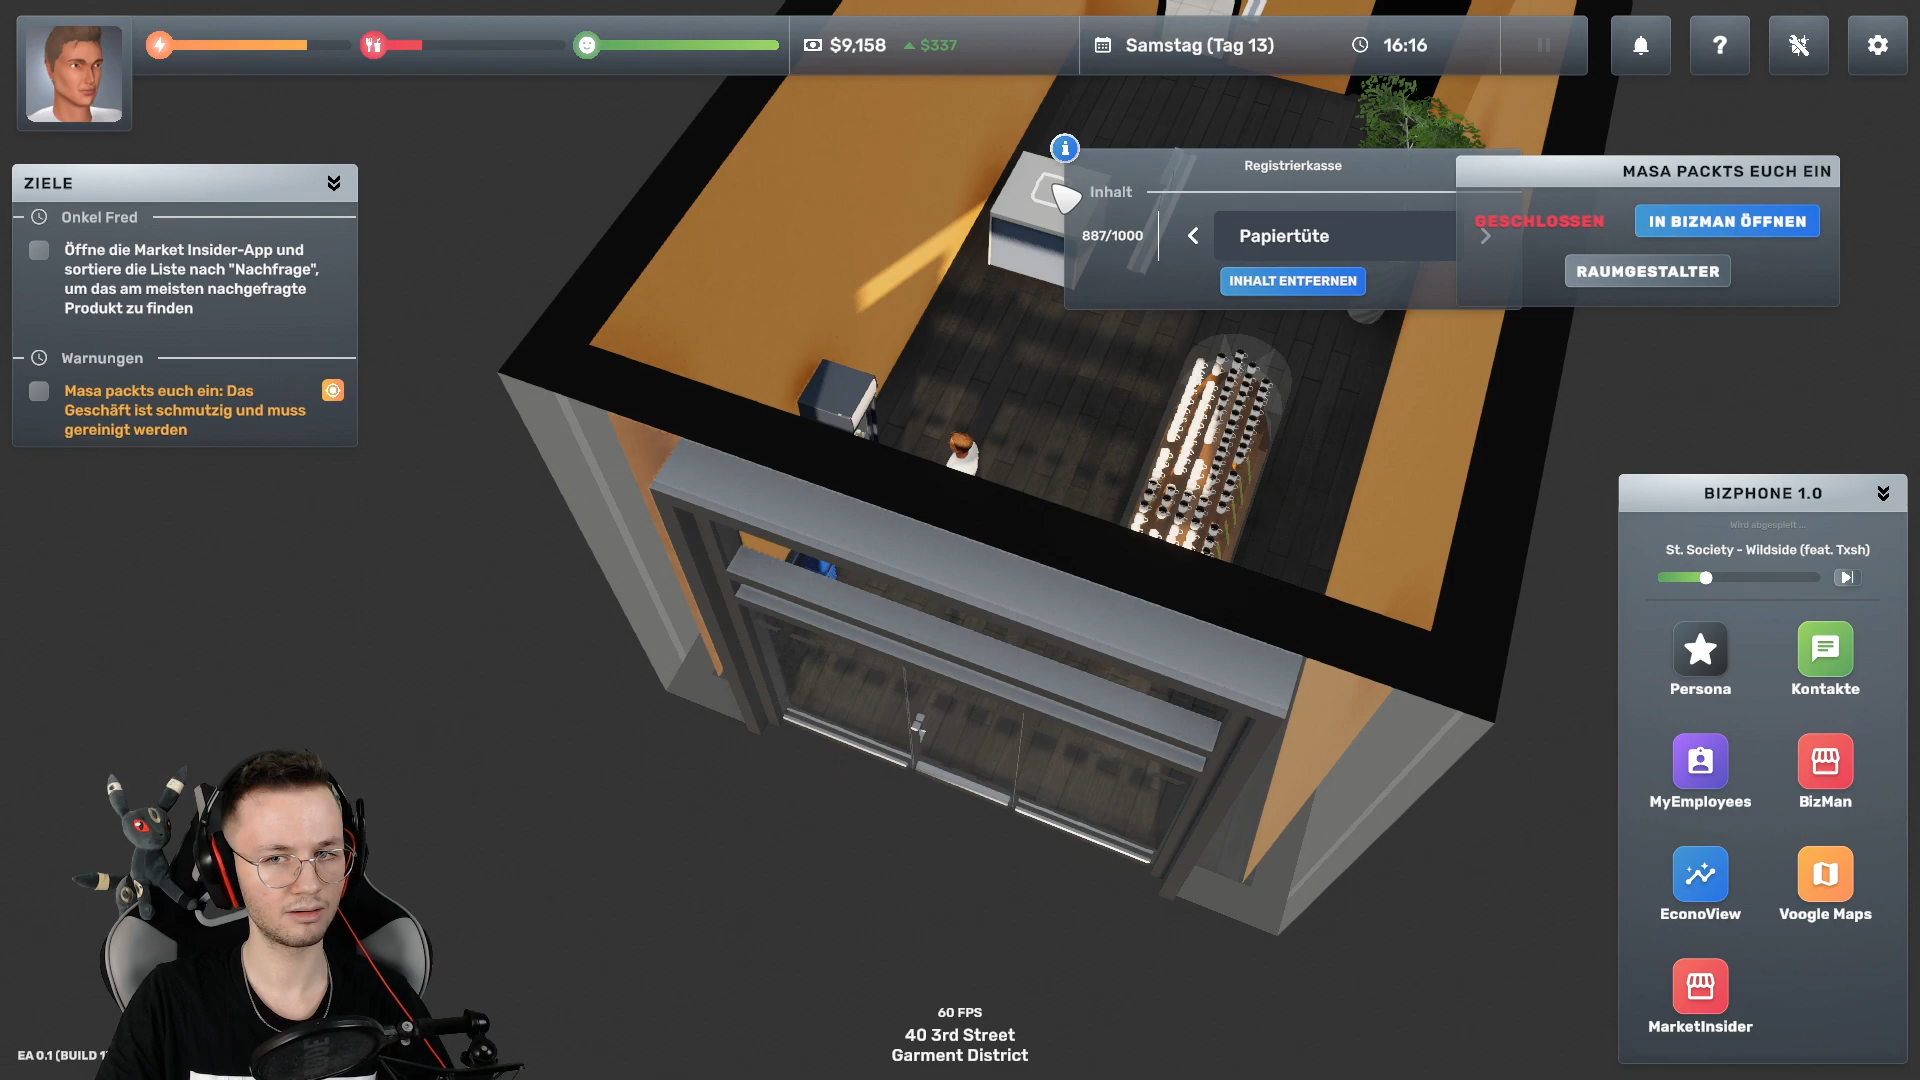 $9,158
$337
Samstag (Tag 13)
16:16
?
ZIELE
Onkel Fred
Öffne die Market Insider-App und
sortiere die Liste nach "Nachfrage",
um das am meisten nachgefragte
Produkt zu finden
Warnungen
Masa packts euch ein: Das
Geschäft ist schmutzig und muss
gereinigt werden
Registrierkasse
Inhalt
887/1000
Papiertüte
INHALT ENTFERNEN
MASA PACKTS EUCH EIN
GESCHLOSSEN
IN BIZMAN ÖFFNEN
RAUMGESTALTER
BIZPHONE 1.0
Wird abgespielt ...
St. Society - Wildside (feat. Txsh)
Persona
Kontakte
MyEmployees
BizMan
EconoView
Voogle Maps
MarketInsider
60 FPS
40 3rd Street
Garment District
EA 0.1 (BUILD